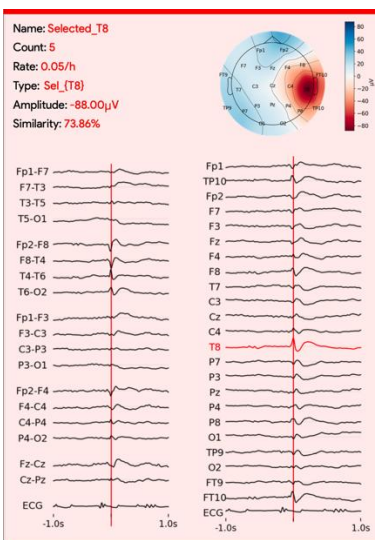 Name: Selected_T8
Count: 5
Rate: 0.05/h
Type: Sel_{T8}
Amplitude: -88.00μV
Similarity: 73.86%
Fp1 Fp2
F7 F3 Fz F4 F8
FT9 FT10
T7 C3 Cz C4
TP9 P7 P3 Pz P4 TP10
O1 O2
80
60
40
20
0
−20
−40
−60
−80
μV
Fp1-F7
F7-T3
T3-T5
T5-O1
Fp2-F8
F8-T4
T4-T6
T6-O2
Fp1-F3
F3-C3
C3-P3
P3-O1
Fp2-F4
F4-C4
C4-P4
P4-O2
Fz-Cz
Cz-Pz
ECG
-1.0s 1.0s
Fp1
TP10
Fp2
F7
F3
Fz
F4
F8
T7
C3
Cz
C4
T8
P7
P3
Pz
P4
P8
O1
TP9
O2
FT9
FT10
ECG
-1.0s 1.0s